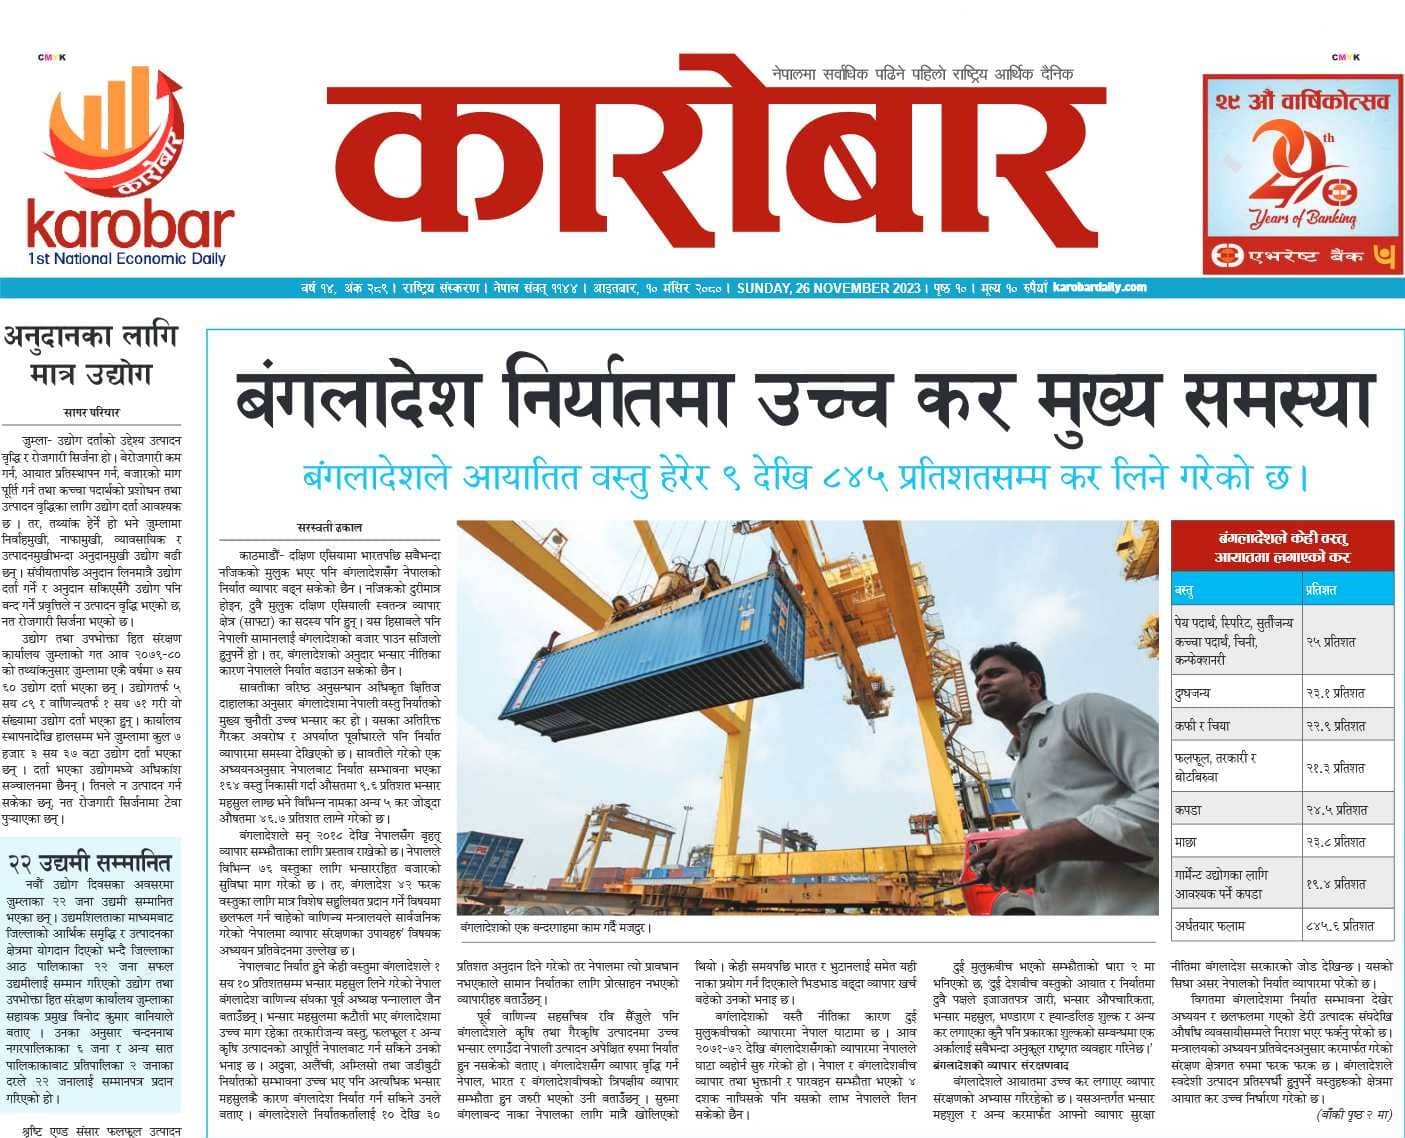 CMYK
CMYK
कारोबार
karobar
1st National Economic Daily
नेपालमा सर्वाधिक पढिने पहिलो राष्ट्रिय आर्थिक दैनिक
कारोबार
२९ औं वार्षिकोत्सव
29th
Years of Banking
एभरेष्ट बैंक
वर्ष १४, अंक २८९ । राष्ट्रिय संस्करण । नेपाल संवत् ११४४ । आइतबार, १० मंसिर २०८० । SUNDAY, 26 NOVEMBER 2023 । पृष्ठ १० । मूल्य १० रुपैयाँ karobardaily.com
अनुदानका लागि
मात्र उद्योग
सागर परियार
जुम्ला- उद्योग दर्ताको उद्देश्य उत्पादन
वृद्धि र रोजगारी सिर्जना हो । बेरोजगारी कम
गर्न, आयात प्रतिस्थापन गर्न, बजारको माग
पूर्ति गर्न तथा कच्चा पदार्थको प्रशोधन तथा
उत्पादन वृद्धिका लागि उद्योग दर्ता आवश्यक
छ । तर, तथ्यांक हेर्ने हो भने जुम्लामा
निर्वाहमुखी, नाफामुखी, व्यावसायिक र
उत्पादनमुखीभन्दा अनुदानमुखी उद्योग बढी
छन् । संघीयतापछि अनुदान लिनमात्रै उद्योग
दर्ता गर्ने र अनुदान सकिएसँगै उद्योग पनि
बन्द गर्ने प्रवृत्तिले न उत्पादन वृद्धि भएको छ,
नत रोजगारी सिर्जना भएको छ ।
उद्योग तथा उपभोक्ता हित संरक्षण
कार्यालय जुम्लाको गत आव २०७९-८०
को तथ्यांकनुसार जुम्लामा एकै वर्षमा ७ सय
६० उद्योग दर्ता भएका छन् । उद्योगतर्फ ५
सय ८९ र वाणिज्यतर्फ १ सय ७१ गरी यो
संख्यामा उद्योग दर्ता भएका हुन् । कार्यालय
स्थापनादेखि हालसम्म भने जुम्लामा कुल ७
हजार ३ सय ३७ वटा उद्योग दर्ता भएका
छन् । दर्ता भएका उद्योगमध्ये अधिकांश
सञ्चालनमा छैनन् । तिनले न उत्पादन गर्न
सकेका छन्, नत रोजगारी सिर्जनामा टेवा
पुर्‍याएका छन् ।
२२ उद्यमी सम्मानित
नवौं उद्योग दिवसका अवसरमा
जुम्लाका २२ जना उद्यमी सम्मानित
भएका छन् । उद्यमशिलताका माध्यमबाट
जिल्लाको आर्थिक समृद्धि र उत्पादनका
क्षेत्रमा योगदान दिएको भन्दै जिल्लाका
आठ पालिकाका २२ जना सफल
उद्यमीलाई सम्मान गरिएको उद्योग तथा
उपभोक्ता हित संरक्षण कार्यालय जुम्लाका
सहायक प्रमुख विनोद कुमार वानियाले
बताए । उनका अनुसार चन्दननाथ
नगरपालिकाका ६ जना र अन्य सात
पालिकाकाबाट प्रतिपालिका २ जनाका
दरले २२ जनालाई सम्मानपत्र प्रदान
गरिएको हो ।
श्रृष्टि एण्ड संसार फलफूल उत्पादन
बंगलादेश निर्यातमा उच्च कर मुख्य समस्या
बंगलादेशले आयातित वस्तु हेरेर ९ देखि ८४५ प्रतिशतसम्म कर लिने गरेको छ ।
सरस्वती ढकाल
काठमाडौं- दक्षिण एसियामा भारतपछि सबैभन्दा
नजिकको मुलुक भए पनि बंगलादेशसँग नेपालको
निर्यात व्यापार बढ्न सकेको छैन । नजिकको दुरीमात्र
होइन, दुवै मुलुक दक्षिण एसियाली स्वतन्त्र व्यापार
क्षेत्र (साफ्टा) का सदस्य पनि हुन् । यस हिसाबले पनि
नेपाली सामानलाई बंगलादेशको बजार पाउन सजिलो
हुनुपर्ने हो । तर, बंगलादेशको अनुदार भन्सार नीतिका
कारण नेपालले निर्यात बढाउन सकेको छैन ।
सावतीका वरिष्ठ अनुसन्धान अधिकृत क्षितिज
दाहालका अनुसार बंगलादेशमा नेपाली वस्तु निर्यातको
मुख्य चुनौती उच्च भन्सार कर हो । यसका अतिरिक्त
गैरकर अवरोध र अपर्याप्त पूर्वाधारले पनि निर्यात
व्यापारमा समस्या देखिएको छ । सावतीले गरेको एक
अध्ययनअनुसार नेपालबाट निर्यात सम्भावना भएका
१६४ वस्तु निकासी गर्दा औसतमा ९.६ प्रतिशत भन्सार
महसुल लाग्छ भने विभिन्न नामका अन्य ५ कर जोड्दा
औषतमा ४६.७ प्रतिशत लाग्ने गरेको छ ।
बंगलादेशले सन् २०१८ देखि नेपालसँग बृहत्
व्यापार सम्झौताका लागि प्रस्ताव राखेको छ । नेपालले
विभिन्न ७६ वस्तुका लागि भन्साररहित बजारको
सुविधा माग गरेको छ । तर, बंगलादेश ४२ फरक
वस्तुका लागि मात्र विशेष सहुलियत प्रदान गर्ने विषयमा
छलफल गर्न चाहेको वाणिज्य मन्त्रालयले सार्वजनिक
गरेको 'नेपालमा व्यापार संरक्षणका उपायहरु' विषयक
अध्ययन प्रतिवेदनमा उल्लेख छ ।
नेपालबाट निर्यात हुने केही वस्तुमा बंगलादेशले १
सय १० प्रतिशतसम्म भन्सार महसुल लिने गरेको नेपाल
बंगलादेश वाणिज्य संघका पूर्व अध्यक्ष पन्नालाल जैन
बताउँछन् । भन्सार महसुलमा कटौती भए बंगलादेशमा
उच्च माग रहेका तरकारीजन्य वस्तु, फलफूल र अन्य
कृषि उत्पादनको आपूर्ति नेपालबाट गर्न सकिने उनको
भनाइ छ । अदुवा, अलैंची, अम्लिसो तथा जडीबुटी
निर्यातको सम्भावना उच्च भए पनि अत्यधिक भन्सार
महसुलकै कारण बंगलादेश निर्यात गर्न सकिने उनले
बताए । बंगलादेशले निर्यातकर्तालाई १० देखि ३०
बंगलादेशको एक बन्दरगाहमा काम गर्दै मजदुर ।
प्रतिशत अनुदान दिने गरेको तर नेपालमा त्यो प्रावधान
नभएकाले सामान निर्यातका लागि प्रोत्साहन नभएको
व्यापारीहरु बताउँछन् ।
पूर्व वाणिज्य सहसचिव रवि सैंजुले पनि
बंगलादेशले कृषि तथा गैरकृषि उत्पादनमा उच्च
भन्सार लगाउँदा नेपाली उत्पादन अपेक्षित रुपमा निर्यात
हुन नसकेको बताए । बंगलादेशसँग व्यापार वृद्धि गर्न
नेपाल, भारत र बंगलादेशबीचको त्रिपक्षीय व्यापार
सम्झौता हुन जरुरी भएको उनी बताउँछन् । सुरुमा
बंगलाबन्द नाका नेपालका लागि मात्रै खोलिएको
थियो । केही समयपछि भारत र भुटानलाई समेत यही
नाका प्रयोग गर्न दिएकाले भिडभाड बढ्दा व्यापार खर्च
बढेको उनको भनाइ छ ।
बगंलादेशको यस्तै नीतिका कारण दुई
मुलुकबीचको व्यापारमा नेपाल घाटामा छ । आव
२०७१-७२ देखि बंगलादेशसँगको व्यापारमा नेपालले
घाटा व्यहोर्न सुरु गरेको हो । नेपाल र बंगलादेशबीच
व्यापार तथा भुक्तानी र पारवहन सम्झौता भएको ४
दशक नाघिसके पनि यसको लाभ नेपालले लिन
सकेको छैन ।
दुई मुलुकबीच भएको सम्झौताको धारा २ मा
भनिएको छ, 'दुई देशबीच वस्तुको आयात र निर्यातमा
दुवै पक्षले इजाजतपत्र जारी, भन्सार औपचारिकता,
भन्सार महसुल, भण्डारण र ह्यान्डलिङ शुल्क र अन्य
कर लगाएका कुनै पनि प्रकारका शुल्कको सम्बन्धमा एक
अर्कालाई सबैभन्दा अनुकूल राष्ट्रगत व्यवहार गरिनेछ ।'
बंगलादेशको व्यापार संरक्षणवाद
बंगलादेशले आयातमा उच्च कर लगाएर व्यापार
संरक्षणको अभ्यास गरिरहेको छ । यसअन्तर्गत भन्सार
महशुल र अन्य करमार्फत आफ्नो व्यापार सुरक्षा
नीतिमा बंगलादेश सरकारको जोड देखिन्छ । यसको
सिधा असर नेपालको निर्यात व्यापारमा परेको छ ।
विगतमा बंगलादेशमा निर्यात सम्भावना देखेर
अध्ययन र छलफलमा गएको डेरी उत्पादक संघदेखि
औषधि व्यवसायीसम्मले निराश भएर फर्कनु परेको छ ।
मन्त्रालयको अध्ययन प्रतिवेदनअनुसार करमार्फत गरेको
संरक्षण क्षेत्रगत रुपमा फरक फरक छ । बंगलादेशले
स्वदेशी उत्पादन प्रतिस्पर्धी हुनुपर्ने वस्तुहरुको क्षेत्रमा
आयात कर उच्च निर्धारण गरेको छ ।
(बाँकी पृष्ठ २ मा)
बंगलादेशले केही वस्तु
आयातमा लगाएको कर
वस्तु प्रतिशत
पेय पदार्थ, स्पिरिट, सुर्तीजन्य
कच्चा पदार्थ, चिनी,
कन्फेक्शनरी
२५ प्रतिशत
दुग्धजन्य २३.१ प्रतिशत
कफी र चिया २२.९ प्रतिशत
फलफूल, तरकारी र
बोटबिरुवा
२१.३ प्रतिशत
कपडा २४.५ प्रतिशत
माछा २३.८ प्रतिशत
गार्मेन्ट उद्योगका लागि
आवश्यक पर्ने कपडा
१९.४ प्रतिशत
अर्धतयार फलाम ८४५.६ प्रतिशत